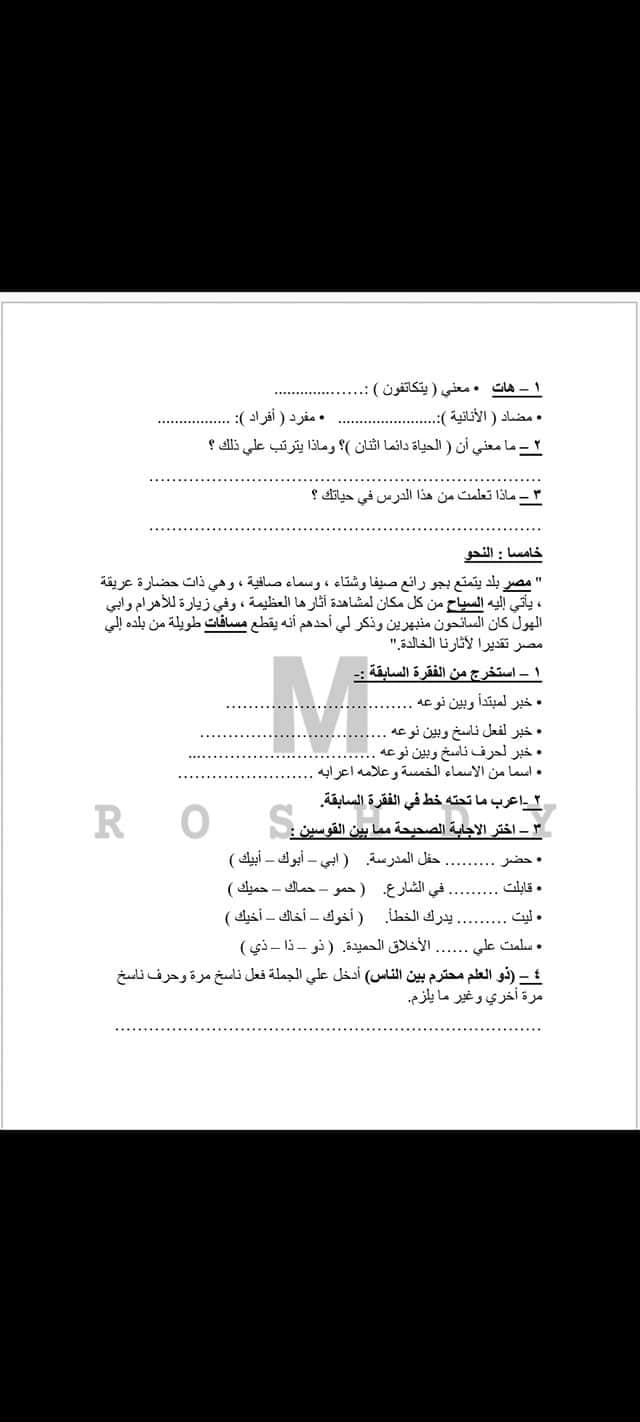 ١ – هات • معني ( يتكاتفون ) :...................
• مضاد ( الأنانية ):....................... • مفرد ( أفراد ): .................
٢ – ما معني أن ( الحياة دائما اثنان )؟ وماذا يترتب علي ذلك ؟
......................................................................
٣ – ماذا تعلمت من هذا الدرس في حياتك ؟
......................................................................
خامسا : النحو
" مصر بلد يتمتع بجو رائع صيفا وشتاء ، وسماء صافية ، وهي ذات حضارة عريقة
، يأتي إليه السياح من كل مكان لمشاهدة أثارها العظيمة ، وفي زيارة للأهرام وابي
الهول كان السائحون منبهرين وذكر لي أحدهم أنه يقطع مسافات طويلة من بلده إلي
مصر تقديرا لأثارنا الخالدة."
١ – استخرج من الفقرة السابقة :-
• خبر لمبتدأ وبين نوعه .................................
• خبر لفعل ناسخ وبين نوعه .................................
• خبر لحرف ناسخ وبين نوعه .................................
• اسما من الاسماء الخمسة وعلامه اعرابه ........................
٢ -اعرب ما تحته خط في الفقرة السابقة.
M
R O S H D Y
٣ – اختر الاجابة الصحيحة مما بين القوسين :
• حضر ......... حفل المدرسة. ( ابي – أبوك – أبيك )
• قابلت ......... في الشارع. ( حمو – حماك – حميك )
• ليت ......... يدرك الخطأ. ( أخوك – أخاك – أخيك )
• سلمت علي ...... الأخلاق الحميدة. ( ذو – ذا – ذي )
٤ – (ذو العلم محترم بين الناس) أدخل علي الجملة فعل ناسخ مرة وحرف ناسخ
مرة أخري وغير ما يلزم.
............................................................................